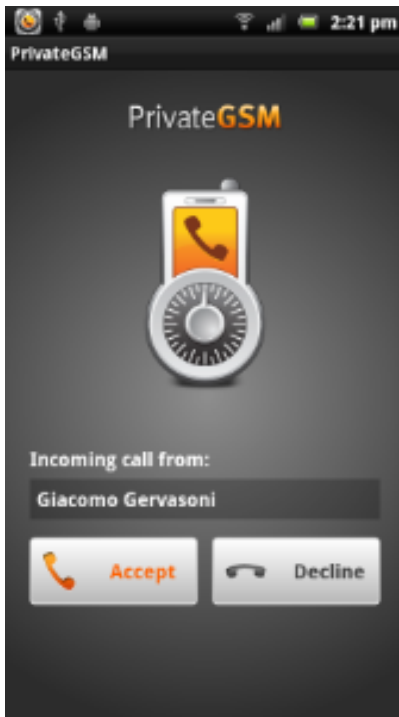 2:21 pm
PrivateGSM
PrivateGSM
Incoming call from:
Giacomo Gervasoni
Accept
Decline